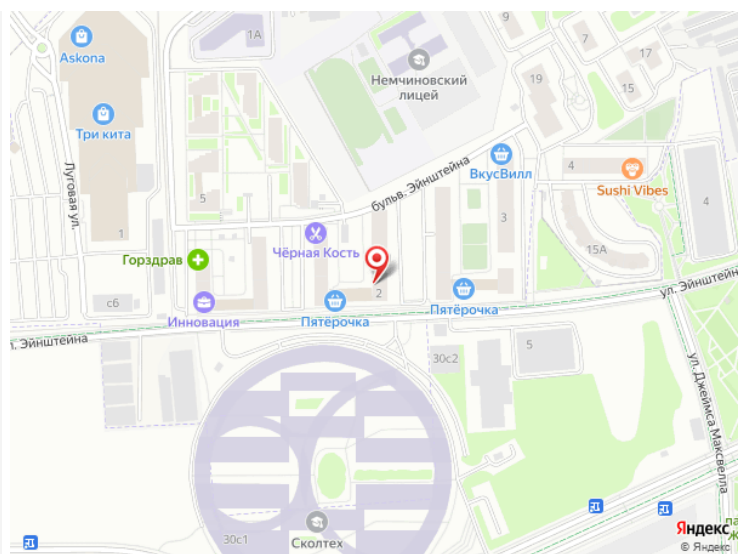 9
1А
7
17
Askona
Немчиновский
лицей
19
15
Три кита
бульв. Эйнштейна
ВкусВилл
4
Sushi Vibes
4
Луговая ул.
5
3
1
Чёрная Кость
15А
Горздрав
с6
2
Инновация
Пятёрочка
Пятёрочка
ул. Эйнштейна
. Эйнштейна
30с2
5
ул. Джеймса Максвелла
30с1
Сколтех
па
Ж
Яндекс
© Яндекс